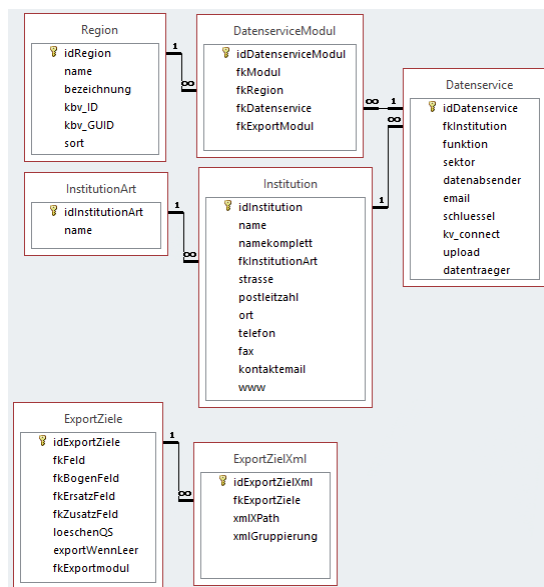 Region
idRegion
name
bezeichnung
kbv_ID
kbv_GUID
sort
1
∞
DatenserviceModul
idDatenserviceModul
fkModul
fkRegion
fkDatenservice
fkExportModul
∞
1
∞
Datenservice
idDatenservice
fkInstitution
funktion
sektor
datenabsender
email
schluessel
kv_connect
upload
datentraeger
InstitutionArt
idInstitutionArt
name
1
∞
Institution
idInstitution
name
namekomplett
fkInstitutionArt
strasse
postleitzahl
ort
telefon
fax
kontaktemail
www
1
ExportZiele
idExportZiele
fkFeld
fkBogenFeld
fkErsatzFeld
fkZusatzFeld
loeschenQS
exportWennLeer
fkExportmodul
1
∞
ExportZielXml
idExportZielXml
fkExportZiele
xmlXPath
xmlGruppierung